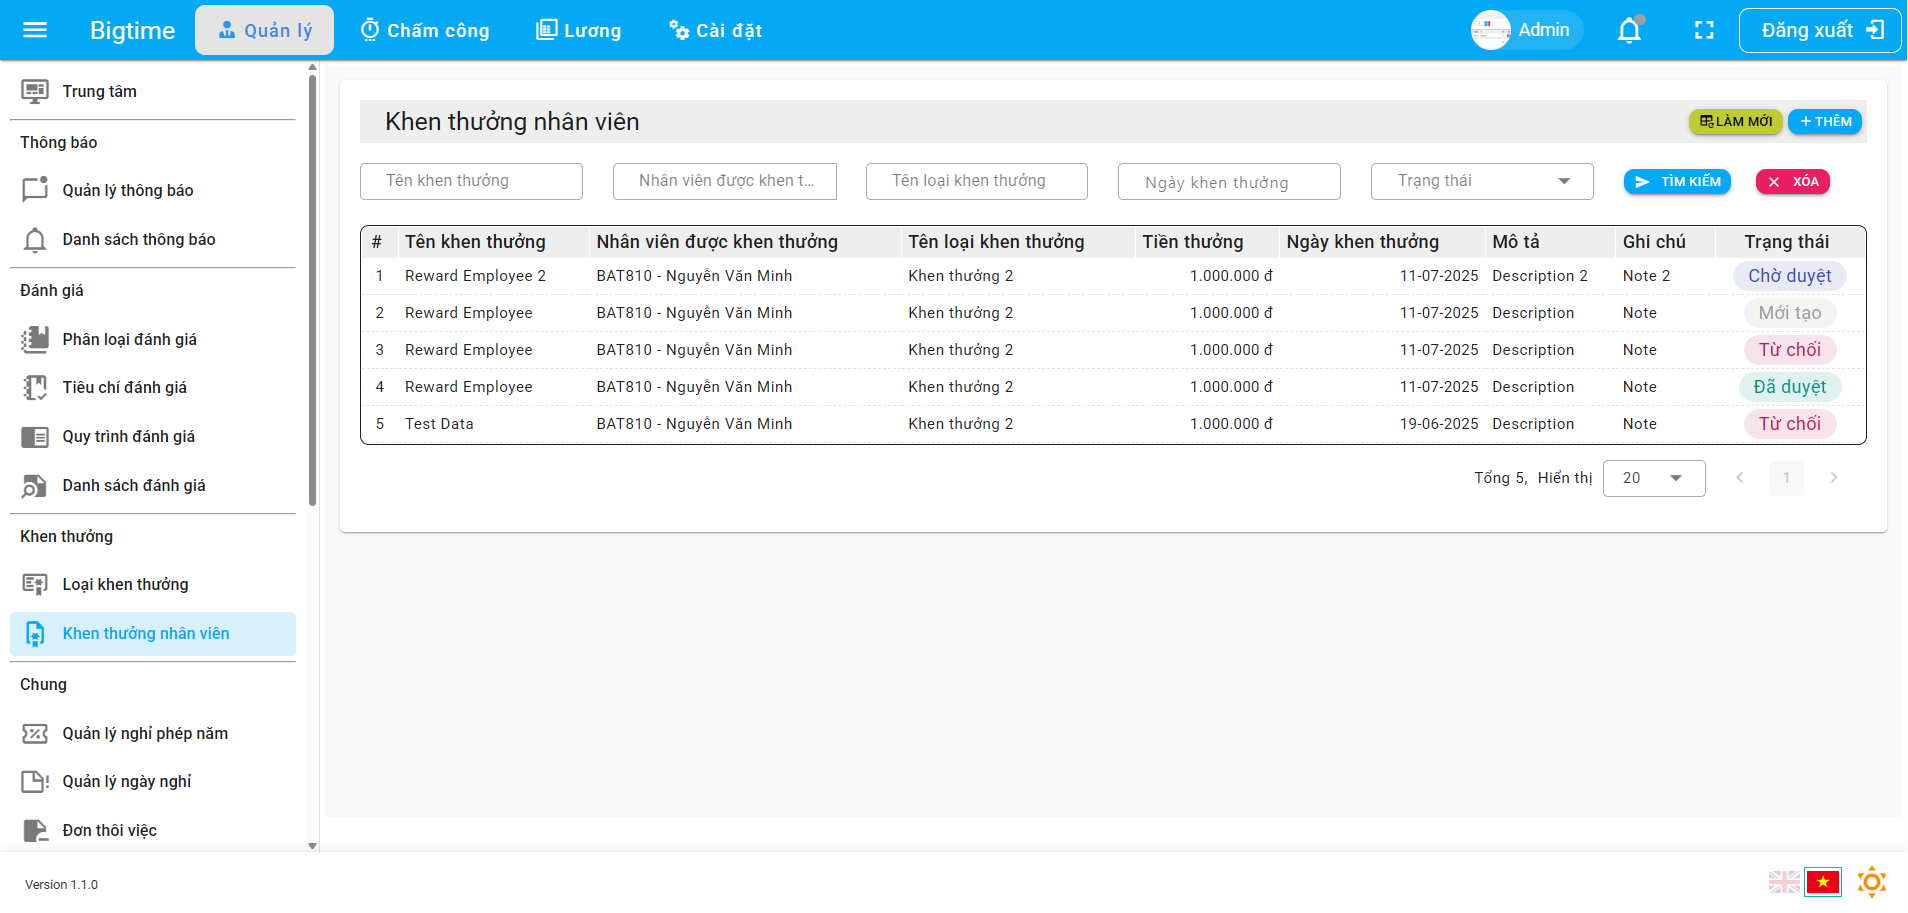 Bigtime
Quản lý
Chấm công
Lương
Cài đặt
Admin
Đăng xuất
Trung tâm
Thông báo
Quản lý thông báo
Danh sách thông báo
Đánh giá
Phân loại đánh giá
Tiêu chí đánh giá
Quy trình đánh giá
Danh sách đánh giá
Khen thưởng
Loại khen thưởng
Khen thưởng nhân viên
Chung
Quản lý nghỉ phép năm
Quản lý ngày nghỉ
Đơn thôi việc
Khen thưởng nhân viên
LÀM MỚI
+ THÊM
Tên khen thưởng
Nhân viên được khen t...
Tên loại khen thưởng
Ngày khen thưởng
Trạng thái
TÌM KIẾM
XÓA
# Tên khen thưởng Nhân viên được khen thưởng Tên loại khen thưởng Tiền thưởng Ngày khen thưởng Mô tả Ghi chú Trạng thái
1 Reward Employee 2 BAT810 - Nguyễn Văn Minh Khen thưởng 2 1.000.000 đ 11-07-2025 Description 2 Note 2 Chờ duyệt
2 Reward Employee BAT810 - Nguyễn Văn Minh Khen thưởng 2 1.000.000 đ 11-07-2025 Description Note Mới tạo
3 Reward Employee BAT810 - Nguyễn Văn Minh Khen thưởng 2 1.000.000 đ 11-07-2025 Description Note Từ chối
4 Reward Employee BAT810 - Nguyễn Văn Minh Khen thưởng 2 1.000.000 đ 11-07-2025 Description Note Đã duyệt
5 Test Data BAT810 - Nguyễn Văn Minh Khen thưởng 2 1.000.000 đ 19-06-2025 Description Note Từ chối
Tổng 5, Hiển thị 20 1
Version 1.1.0